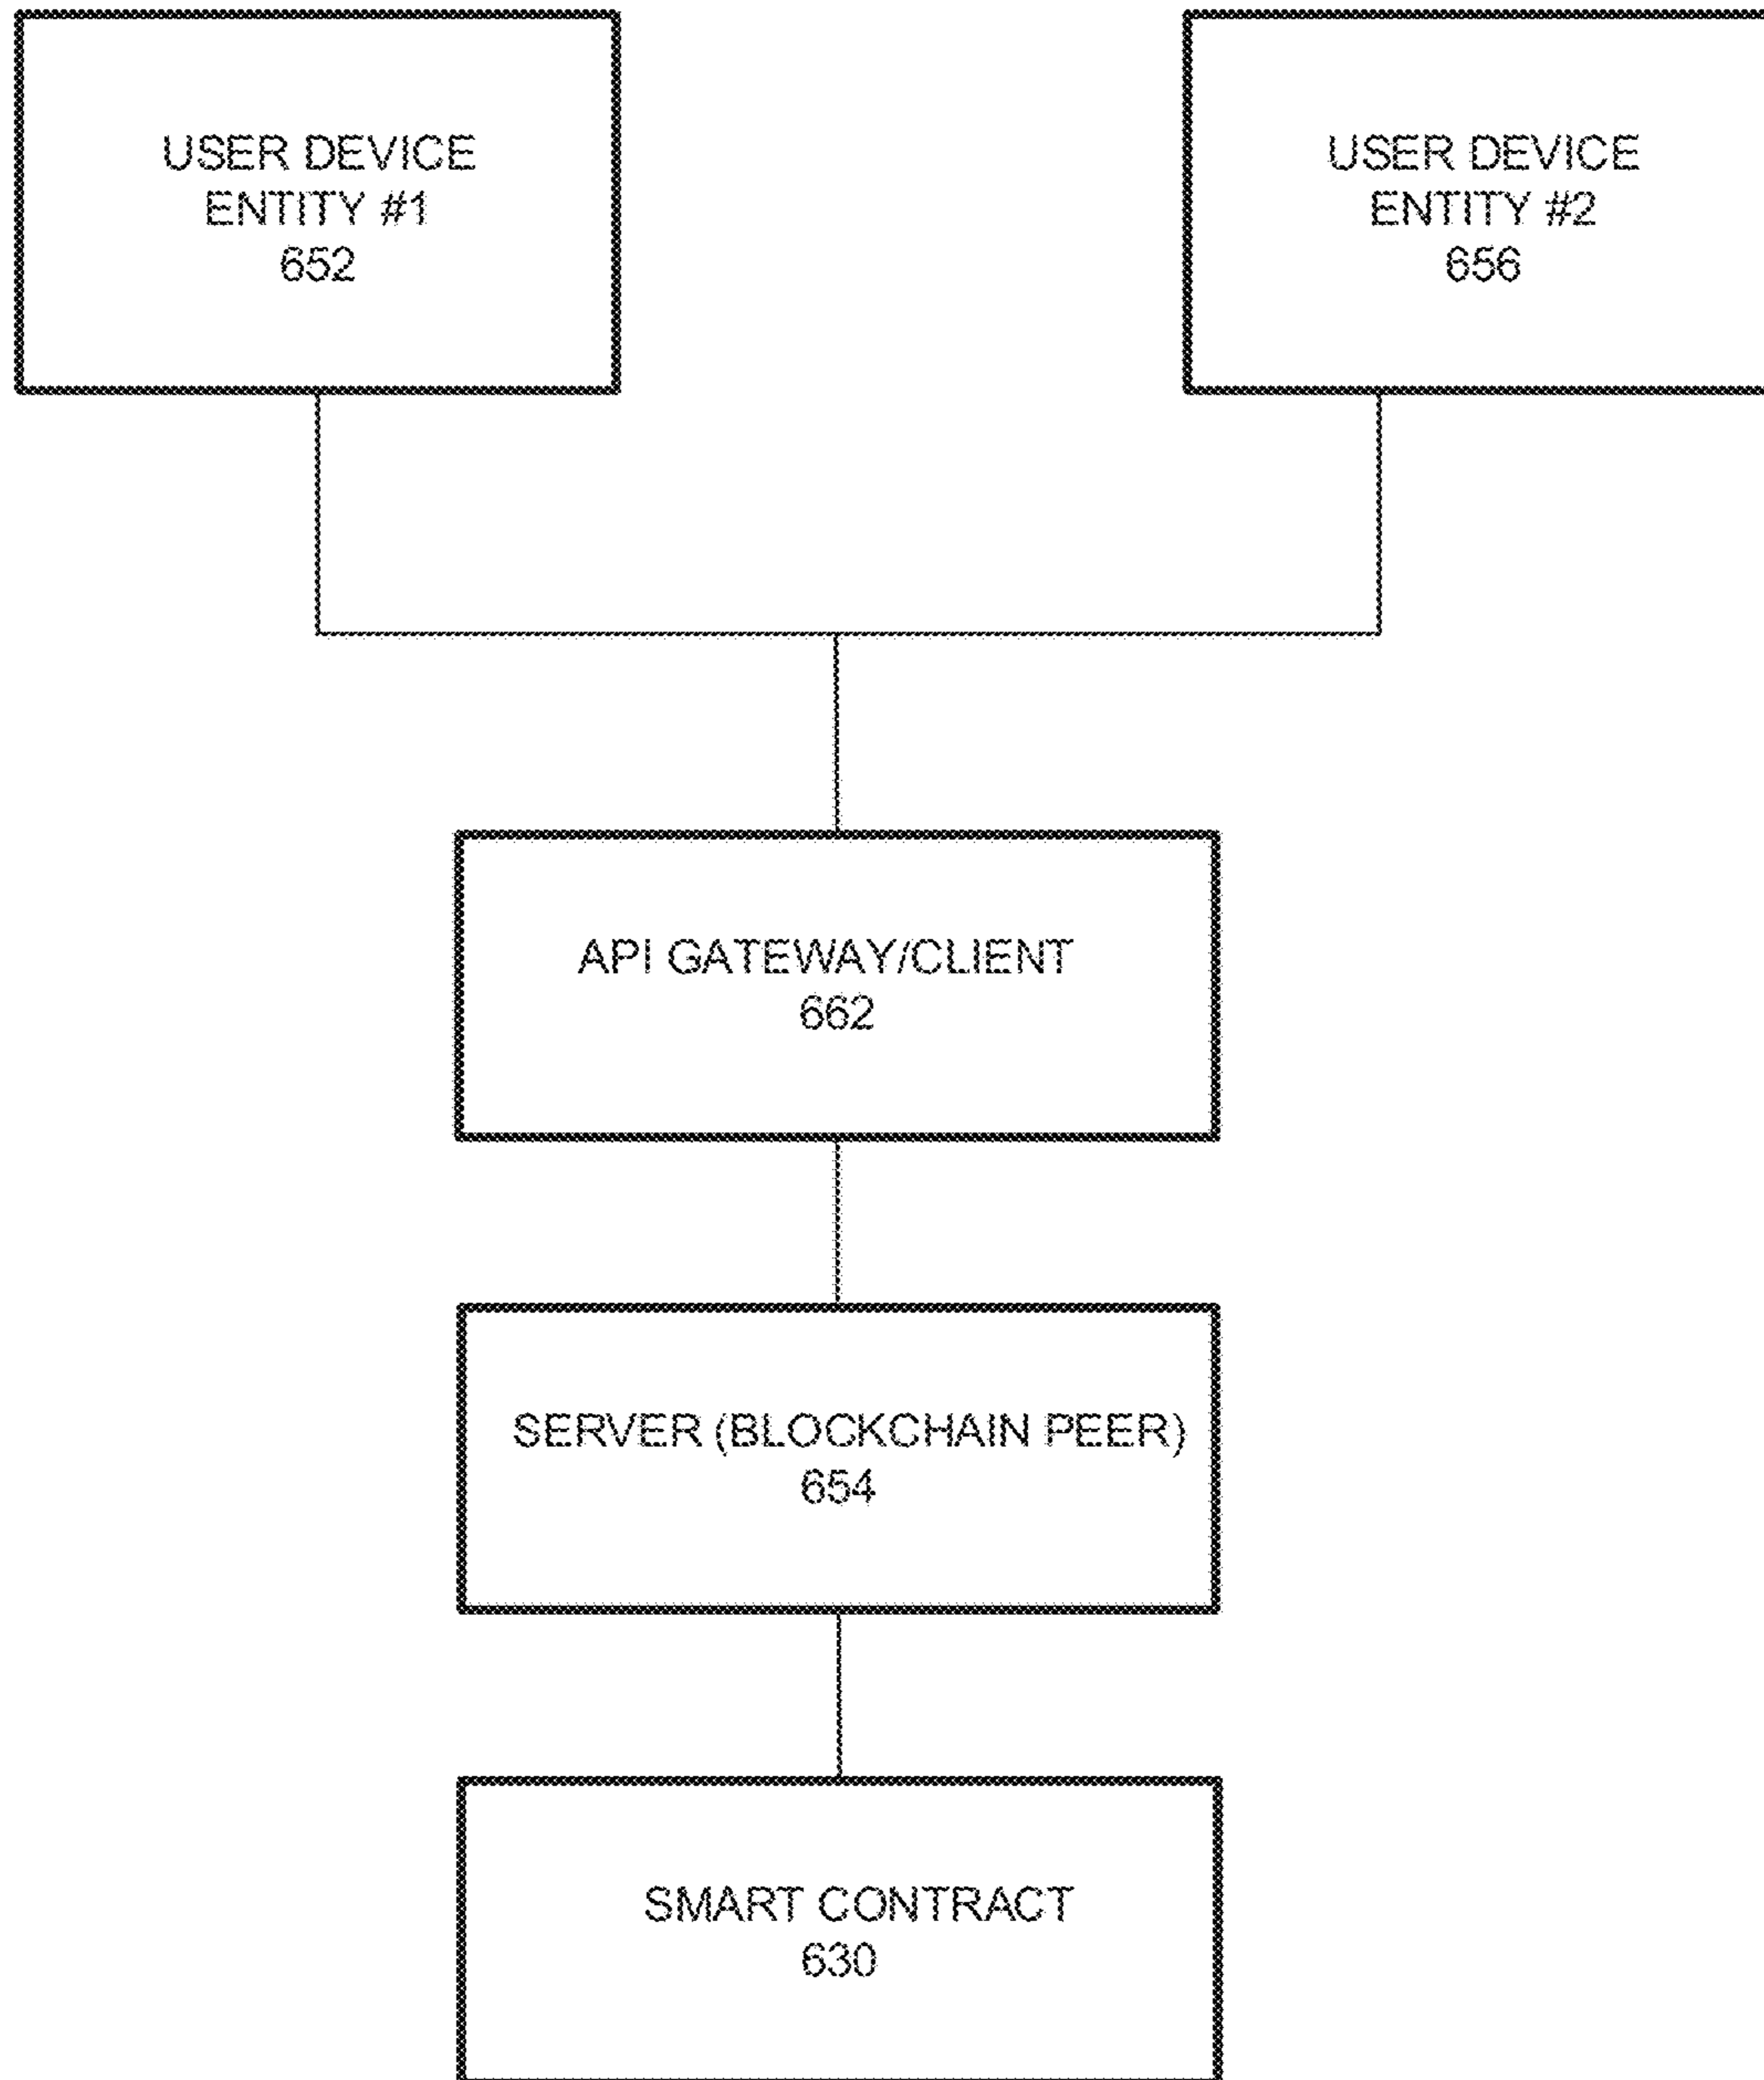 USER DEVICE
ENTITY #1
652
USER DEVICE
ENTITY #2
656
API GATEWAY/CLIENT
662
SERVER (BLOCKCHAIN PEER)
654
SMART CONTRACT
630